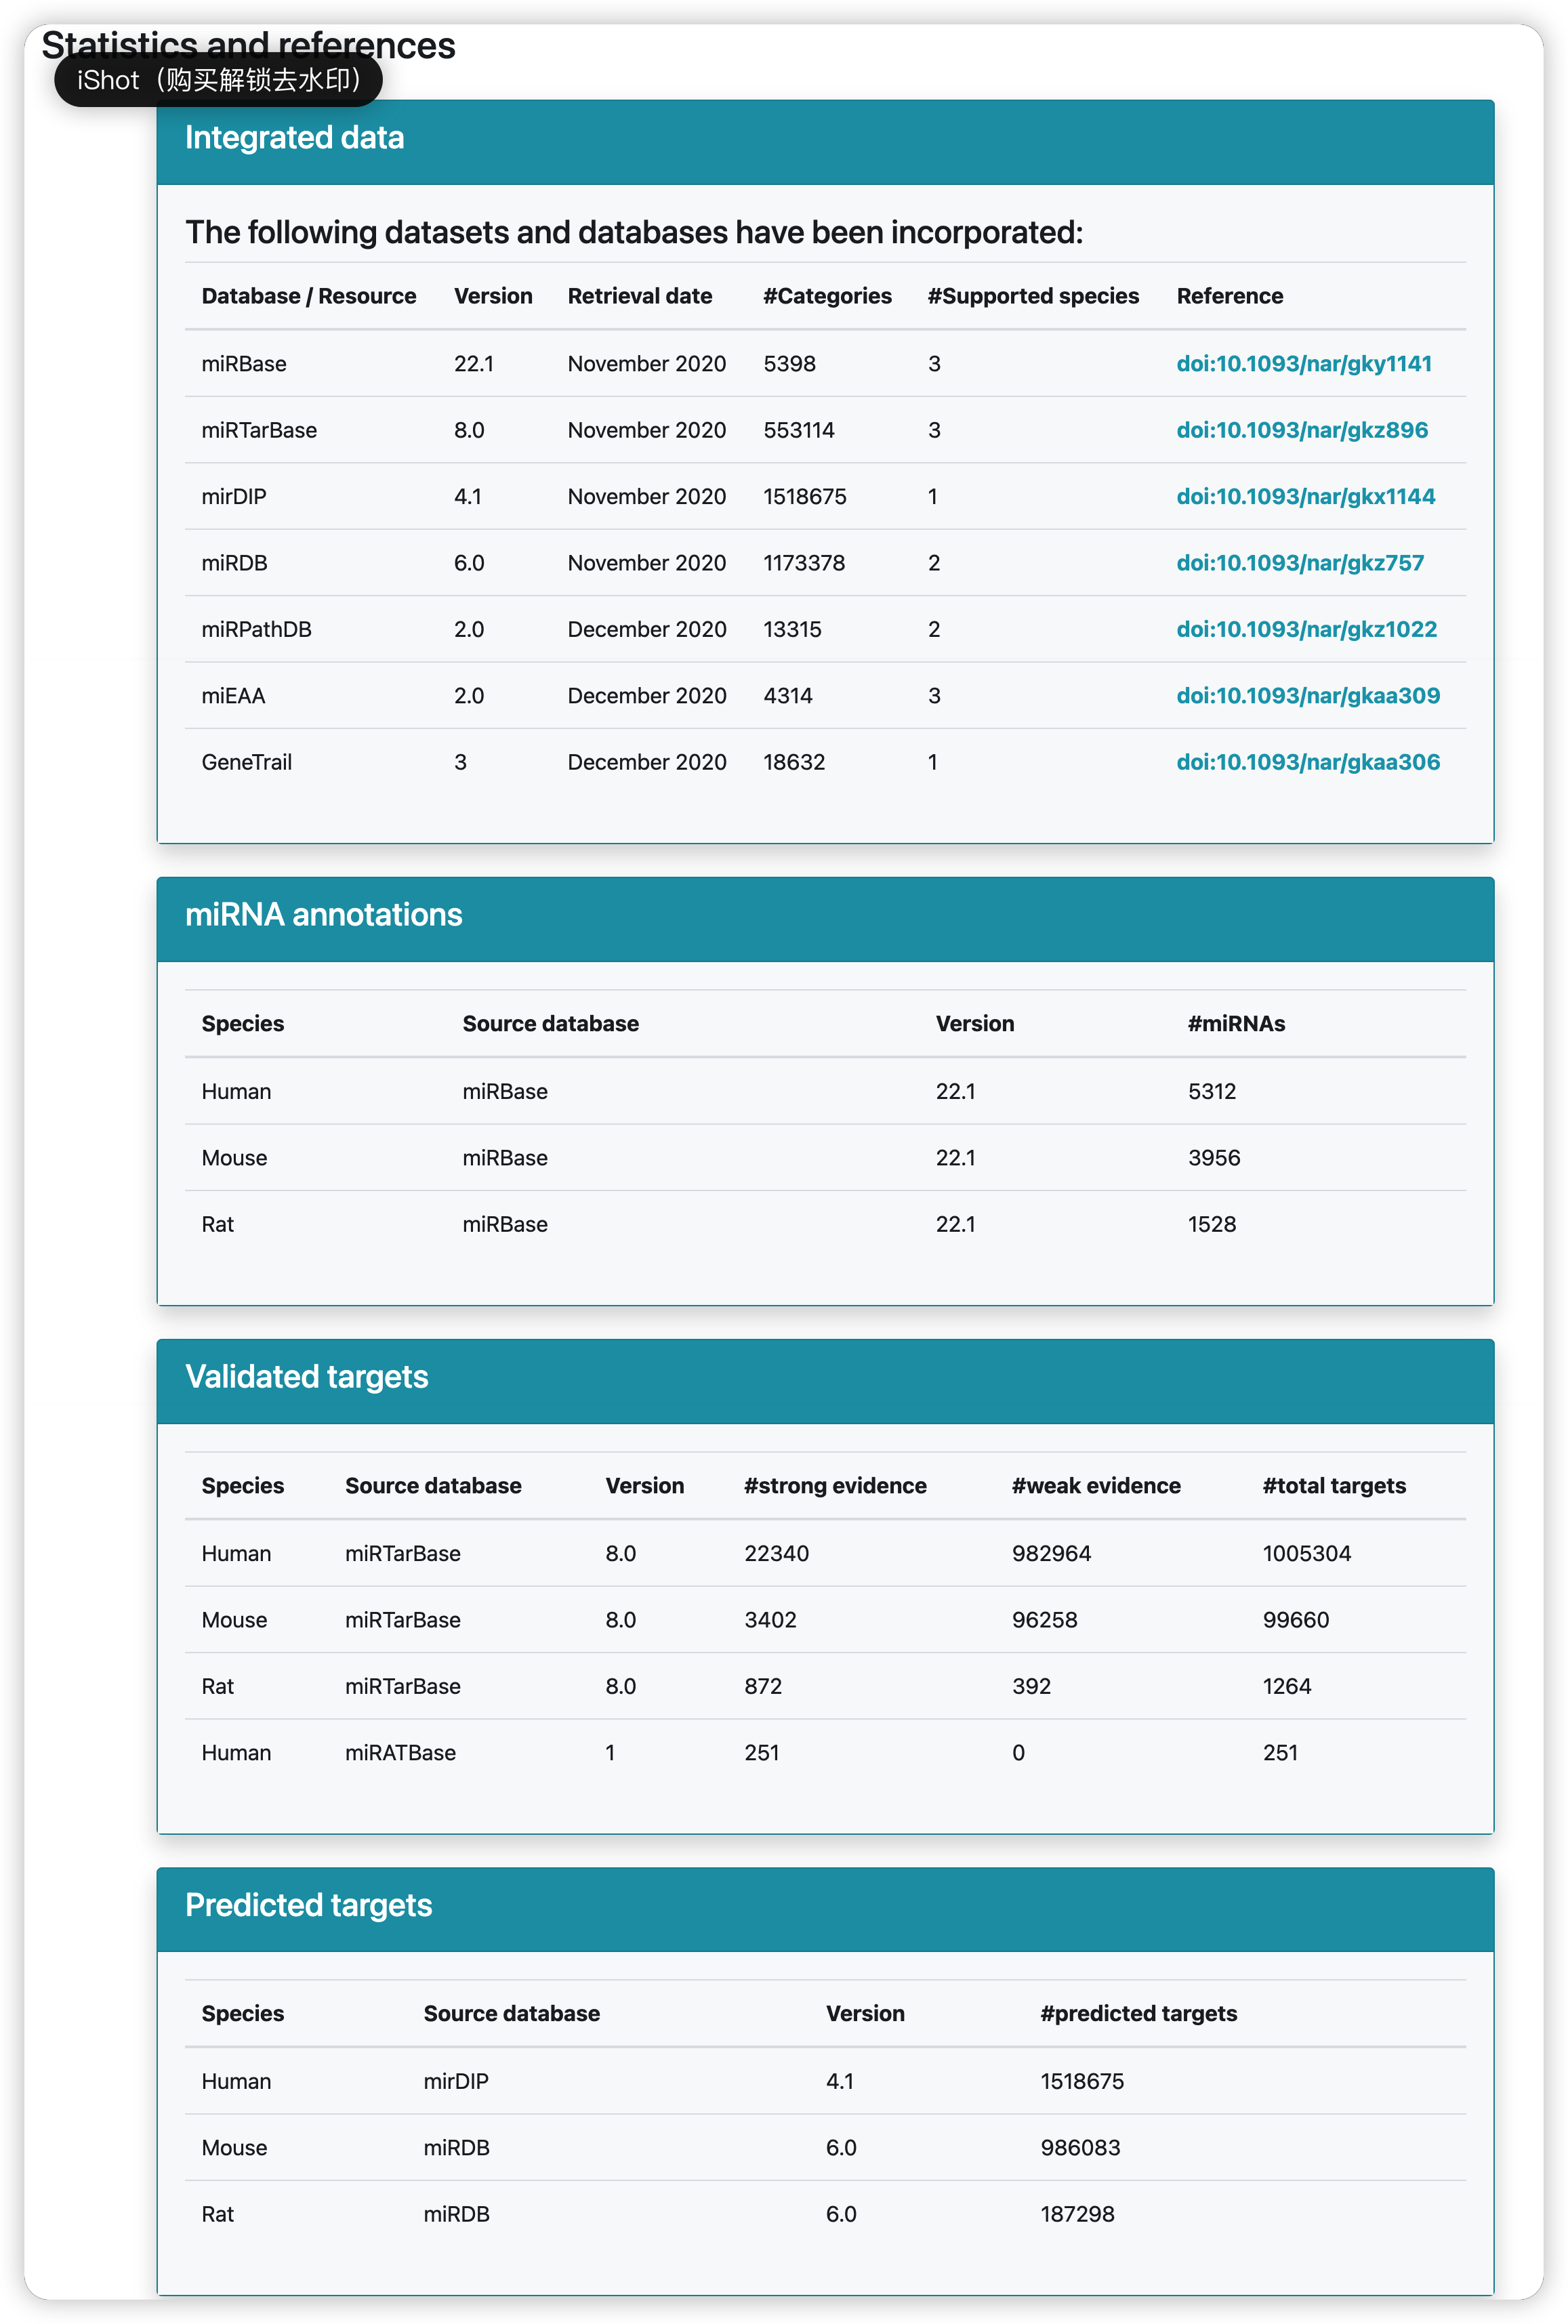 Statistics and references
iShot（购买解锁去水印）
Integrated data
The following datasets and databases have been incorporated:
Database / Resource Version Retrieval date #Categories #Supported species Reference
miRBase 22.1 November 2020 5398 3 doi:10.1093/nar/gky1141
miRTarBase 8.0 November 2020 553114 3 doi:10.1093/nar/gkz896
mirDIP 4.1 November 2020 1518675 1 doi:10.1093/nar/gkx1144
miRDB 6.0 November 2020 1173378 2 doi:10.1093/nar/gkz757
miRPathDB 2.0 December 2020 13315 2 doi:10.1093/nar/gkz1022
miEAA 2.0 December 2020 4314 3 doi:10.1093/nar/gkaa309
GeneTrail 3 December 2020 18632 1 doi:10.1093/nar/gkaa306
miRNA annotations
Species Source database Version #miRNAs
Human miRBase 22.1 5312
Mouse miRBase 22.1 3956
Rat miRBase 22.1 1528
Validated targets
Species Source database Version #strong evidence #weak evidence #total targets
Human miRTarBase 8.0 22340 982964 1005304
Mouse miRTarBase 8.0 3402 96258 99660
Rat miRTarBase 8.0 872 392 1264
Human miRATBase 1 251 0 251
Predicted targets
Species Source database Version #predicted targets
Human mirDIP 4.1 1518675
Mouse miRDB 6.0 986083
Rat miRDB 6.0 187298